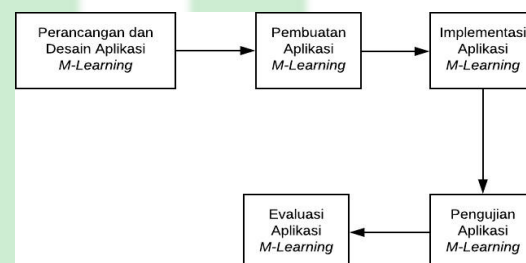 Perancangan dan
Desain Aplikasi
M-Learning
Pembuatan
Aplikasi
M-Learning
Implementasi
Aplikasi
M-Learning
Pengujian
Aplikasi
M-Learning
Evaluasi
Aplikasi
M-Learning